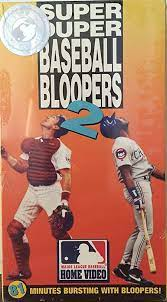 SUPER
DUPER
BASEBALL
BLOOPERS
2
MAJOR LEAGUE BASEBALL
HOME VIDEO
MINUTES BURSTING WITH BLOOPERS!